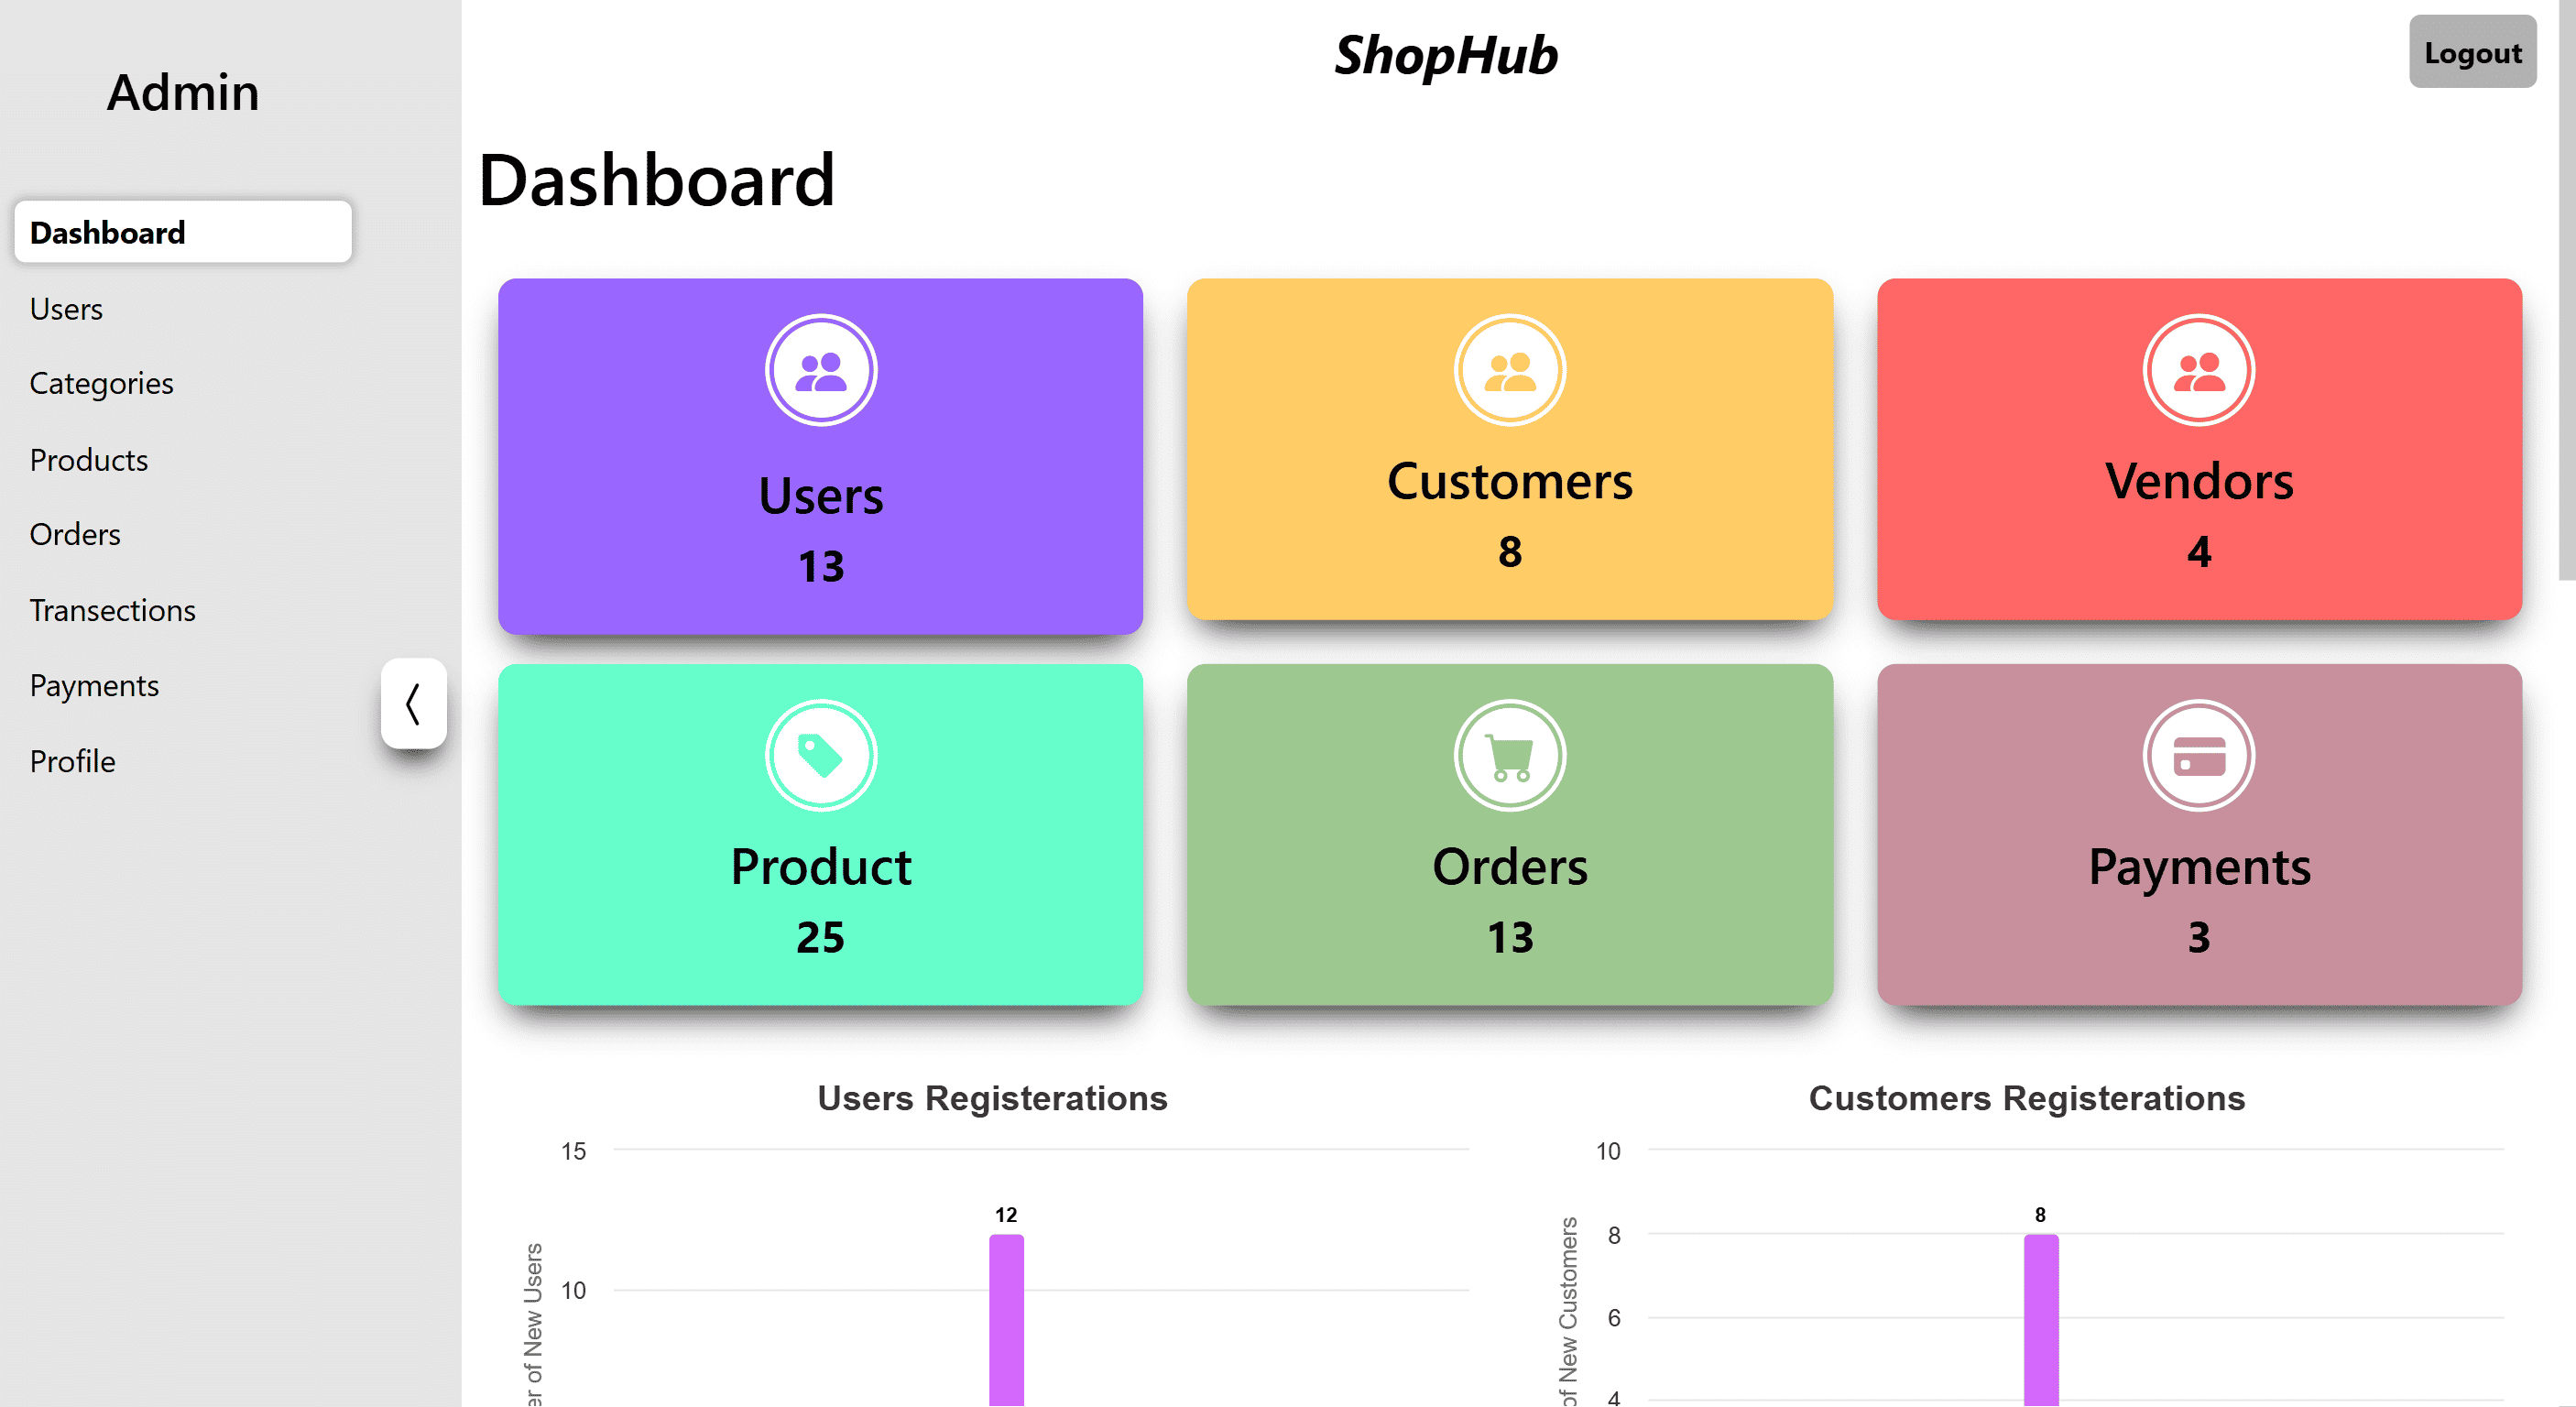 Admin
Dashboard
Users
Categories
Products
Orders
Transections
Payments
Profile
ShopHub
Logout
Dashboard
Users
13
Customers
8
Vendors
4
Product
25
Orders
13
Payments
3
Users Registerations
15
12
10
er of New Users
Customers Registerations
10
8
8
6
4
of New Customers